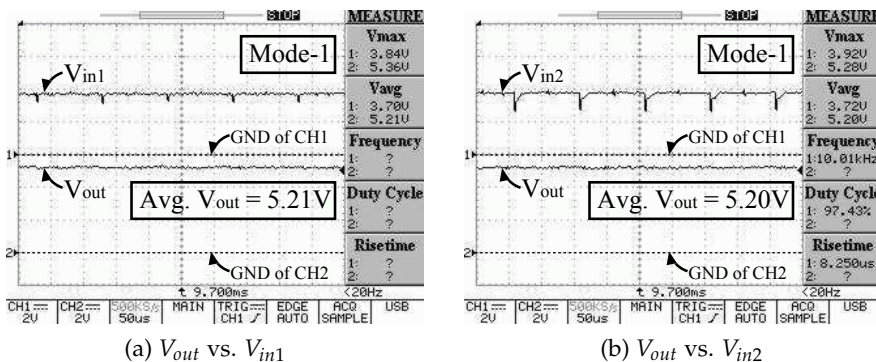 STOP
MEASURE
Mode-1
Vin1
Vmax
1: 3.84V
2: 5.36V
Vavg
1: 3.70V
2: 5.21V
GND of CH1
Frequency
1: ?
2: ?
1
Vout
Avg. Vout = 5.21V
Duty Cycle
1: ?
2: ?
2
GND of CH2
Risetime
1: ?
2: ?
9.700ms
<20Hz
CH1 2V
CH2 2V
500KS/s 50us
MAIN
TRIG CH1
EDGE AUTO
ACQ SAMPLE
USB
(a) Vout vs. Vin1
STOP
MEASURE
Mode-1
Vin2
Vmax
1: 3.92V
2: 5.28V
Vavg
1: 3.72V
2: 5.20V
GND of CH1
Frequency
1:10.01kHz
2: ?
1
Vout
Avg. Vout = 5.20V
Duty Cycle
1: 97.43%
2: ?
2
GND of CH2
Risetime
1:8.250us
2: ?
9.700ms
<20Hz
CH1 2V
CH2 2V
500KS/s 50us
MAIN
TRIG CH1
EDGE AUTO
ACQ SAMPLE
USB
(b) Vout vs. Vin2